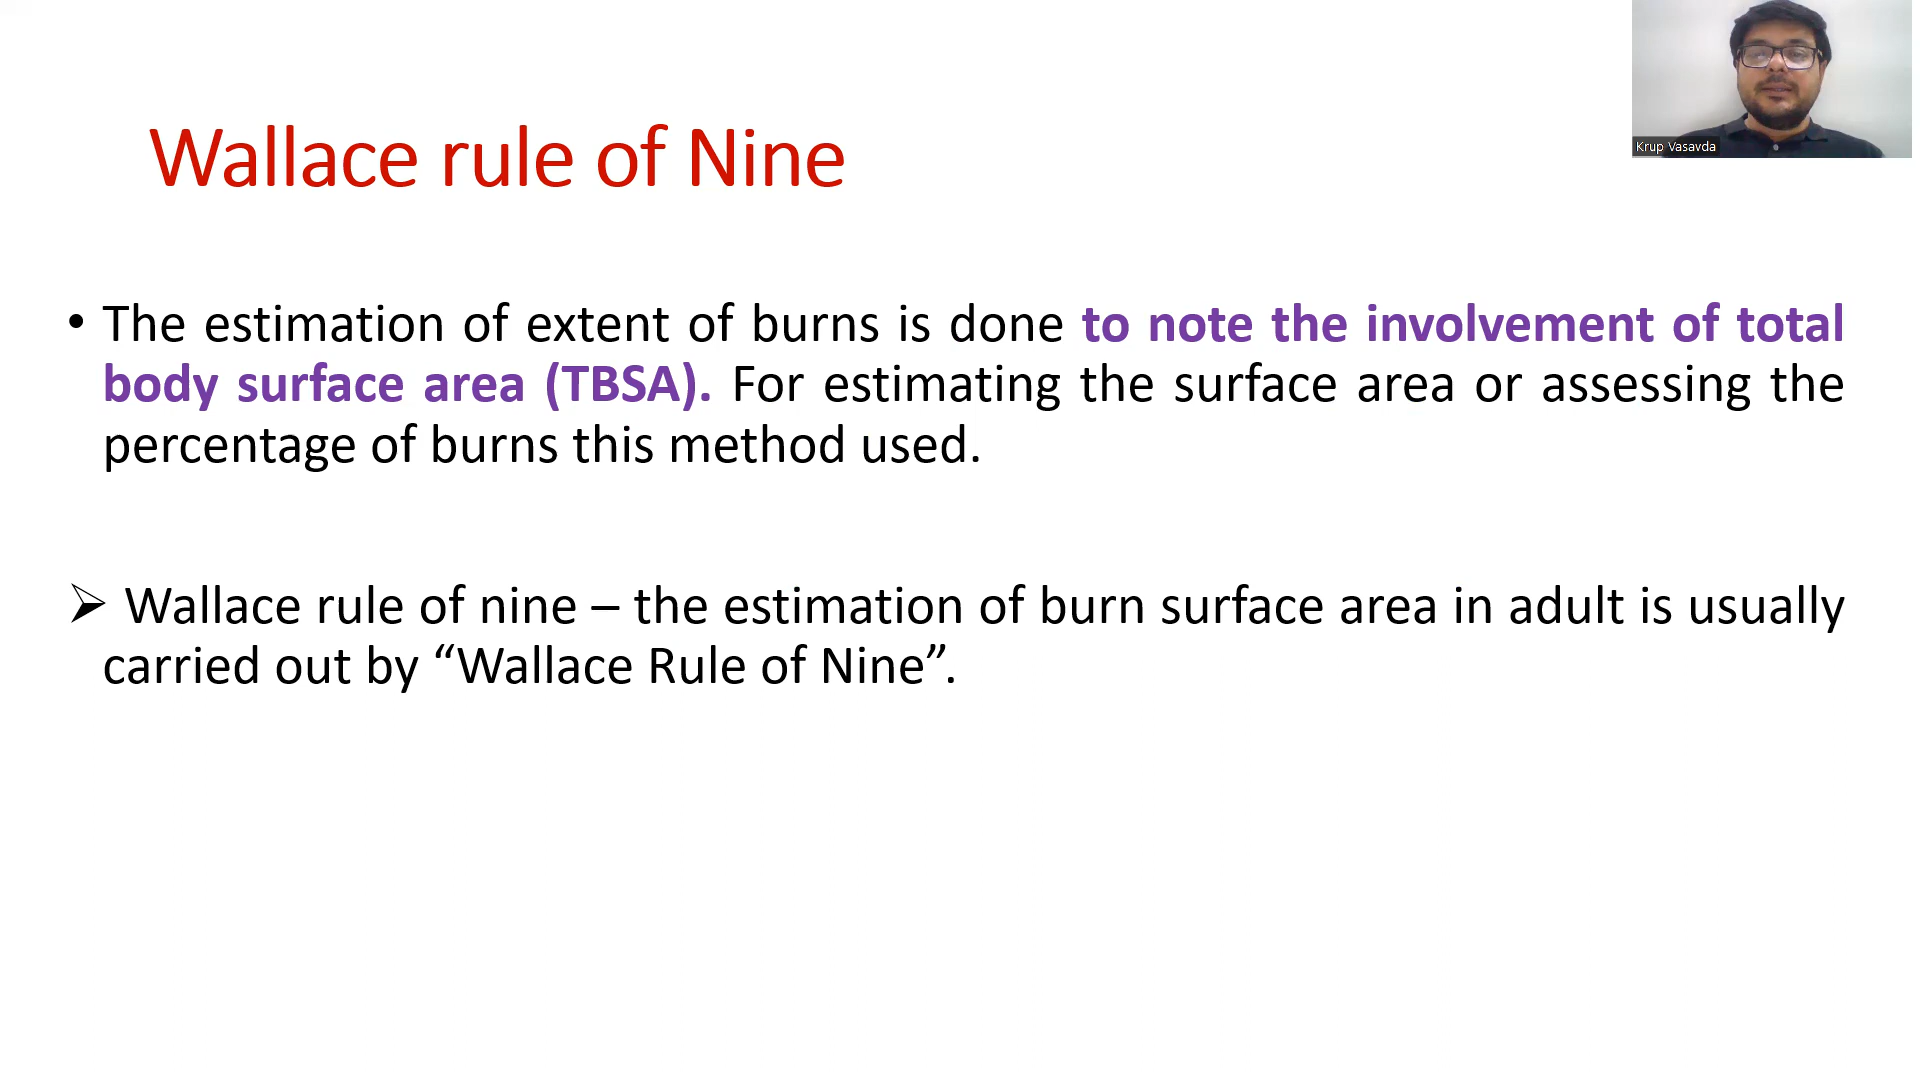 Wallace rule of Nine
Krup Vasavda
• The estimation of extent of burns is done to note the involvement of total
body surface area (TBSA). For estimating the surface area or assessing the
percentage of burns this method used.
➢ Wallace rule of nine – the estimation of burn surface area in adult is usually
carried out by “Wallace Rule of Nine”.